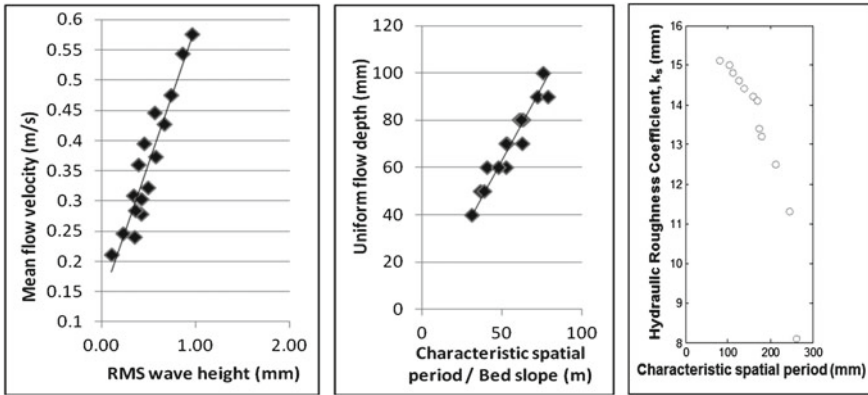 0.6
0.55
0.5
0.45
0.4
0.35
0.3
0.25
0.2
0.15
0.1
Mean flow velocity (m/s)
0.00 1.00 2.00
RMS wave height (mm)
120
100
80
60
40
20
0
Uniform flow depth (mm)
0 50 100
Characteristic spatial
period / Bed slope (m)
16
15
14
13
12
11
10
9
8
Hydraulic Roughness Coefficient, kₛ (mm)
0 100 200 300
Characteristic spatial period (mm)